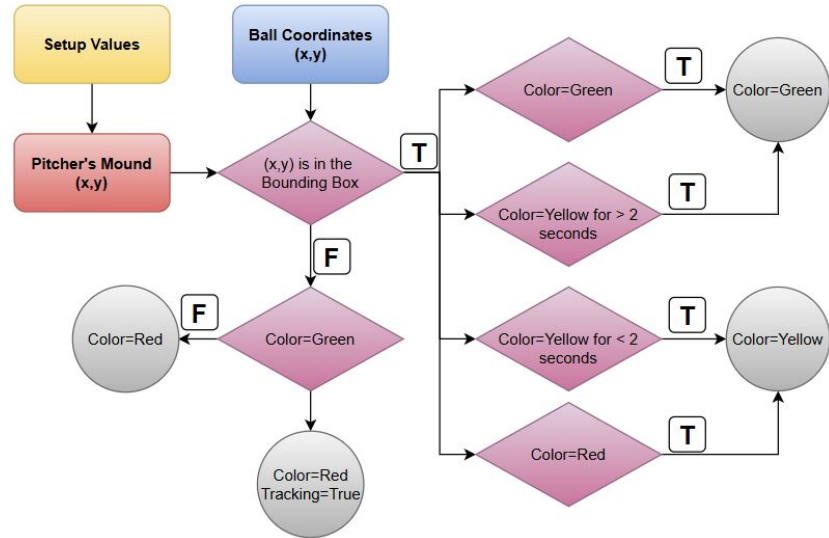 Setup Values
Ball Coordinates
(x,y)
Pitcher's Mound
(x,y)
(x,y) is in the
Bounding Box
T
F
Color=Green
F
Color=Red
Color=Red
Tracking=True
Color=Green
T
Color=Green
Color=Yellow for > 2
seconds
T
Color=Yellow for < 2
seconds
T
Color=Yellow
Color=Red
T